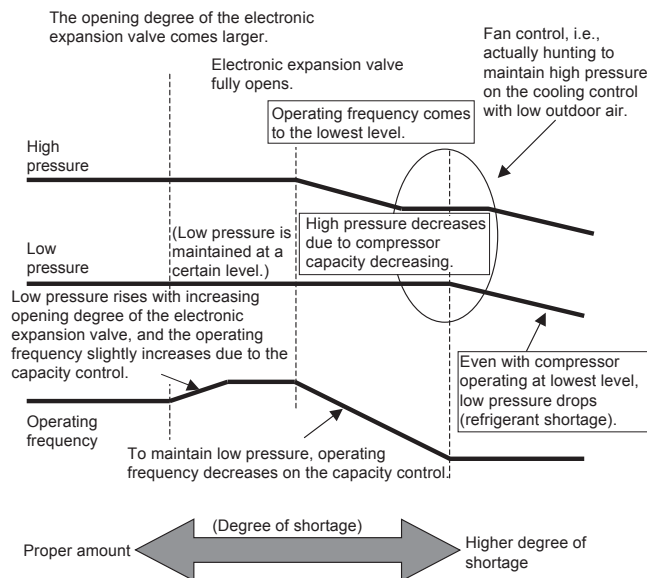 The opening degree of the electronic
expansion valve comes larger.
Electronic expansion valve
fully opens.
Fan control, i.e.,
actually hunting to
maintain high pressure
on the cooling control
with low outdoor air.
Operating frequency comes
to the lowest level.
High
pressure
(Low pressure is
maintained at a
certain level.)
High pressure decreases
due to compressor
capacity decreasing.
Low
pressure
Low pressure rises with increasing
opening degree of the electronic
expansion valve, and the operating
frequency slightly increases due to the
capacity control.
Even with compressor
operating at lowest level,
low pressure drops
(refrigerant shortage).
Operating
frequency
To maintain low pressure, operating
frequency decreases on the capacity control.
(Degree of shortage)
Proper amount
Higher degree of
shortage